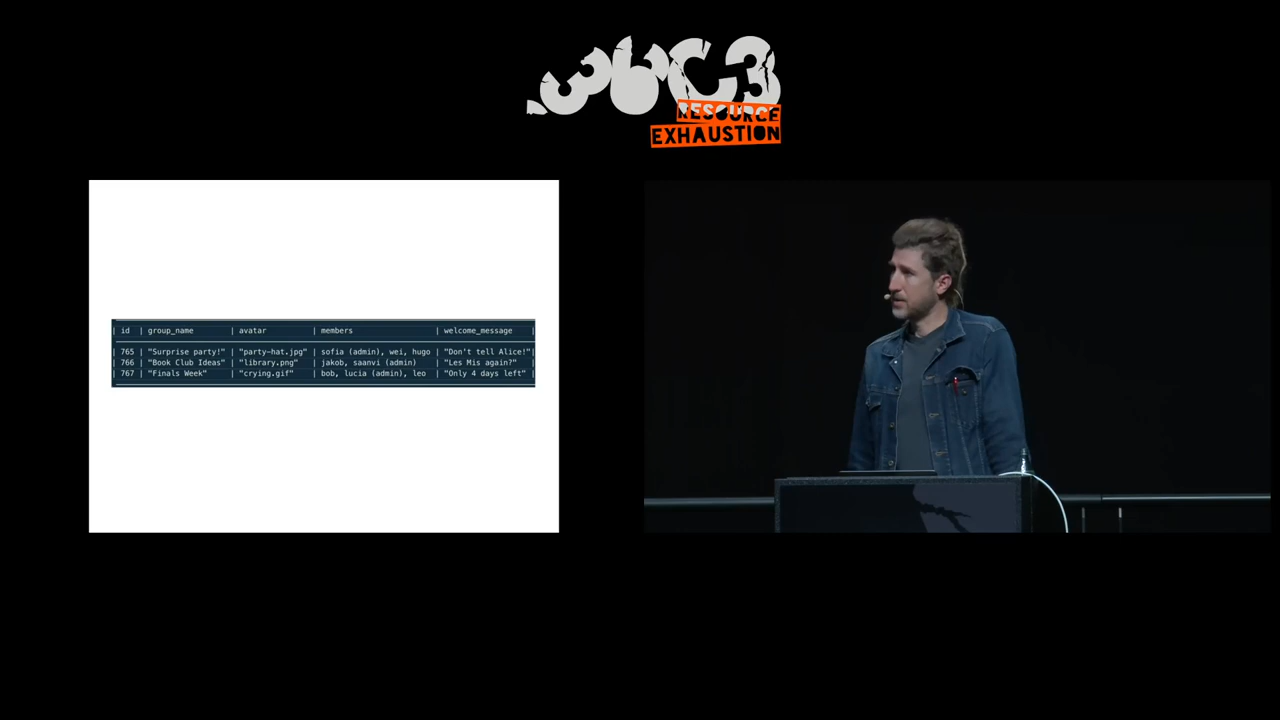 36C3
RESOURCE
EXHAUSTION
| id | group_name | avatar | members | welcome_message |
| 765 | "Surprise party!" | "party-hat.jpg" | sofia (admin), wei, hugo | "Don't tell Alice!"|
| 766 | "Book Club Ideas" | "library.png" | jakob, saanvi (admin) | "Les Mis again?" |
| 767 | "Finals Week" | "crying.gif" | bob, lucia (admin), leo | "Only 4 days left" |